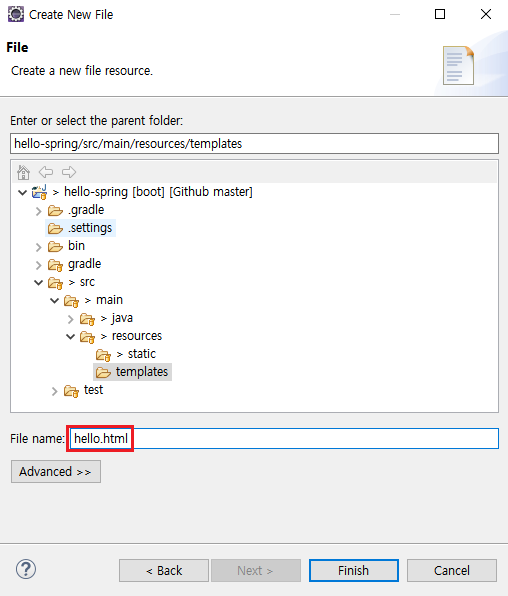 Create New File
File
Create a new file resource.
Enter or select the parent folder:
hello-spring/src/main/resources/templates
> hello-spring [boot] [Github master]
.gradle
.settings
bin
gradle
> src
> main
> java
> resources
> static
templates
test
File name: hello.html
Advanced >>
? < Back Next > Finish Cancel